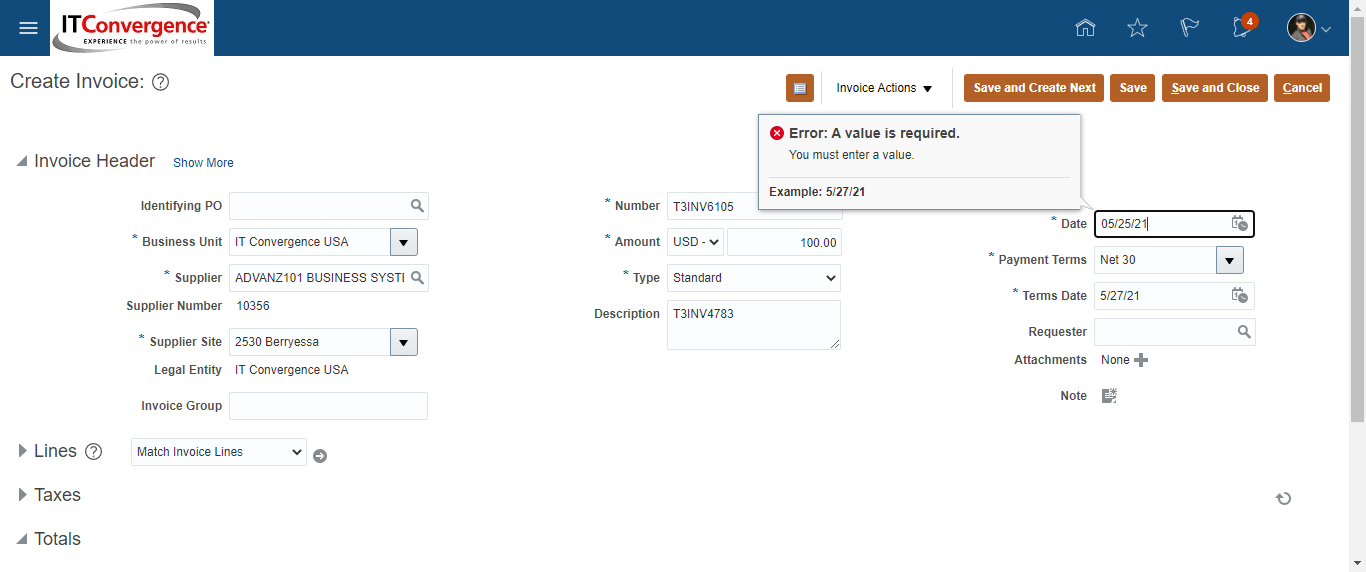 ITConvergence
EXPERIENCE the power of results
4
Create Invoice: ?
Invoice Actions
Save and Create Next
Save
Save and Close
Cancel
Error: A value is required.
You must enter a value.
Example: 5/27/21
Invoice Header
Show More
Identifying PO
* Business Unit IT Convergence USA
* Supplier ADVANZ101 BUSINESS SYSTE
Supplier Number 10356
* Supplier Site 2530 Berryessa
Legal Entity IT Convergence USA
Invoice Group
* Number T3INV6105
* Amount USD - 100.00
* Type Standard
Description T3INV4783
* Date 05/25/21
* Payment Terms Net 30
* Terms Date 5/27/21
Requester
Attachments None
Note
Lines ? Match Invoice Lines
Taxes
Totals